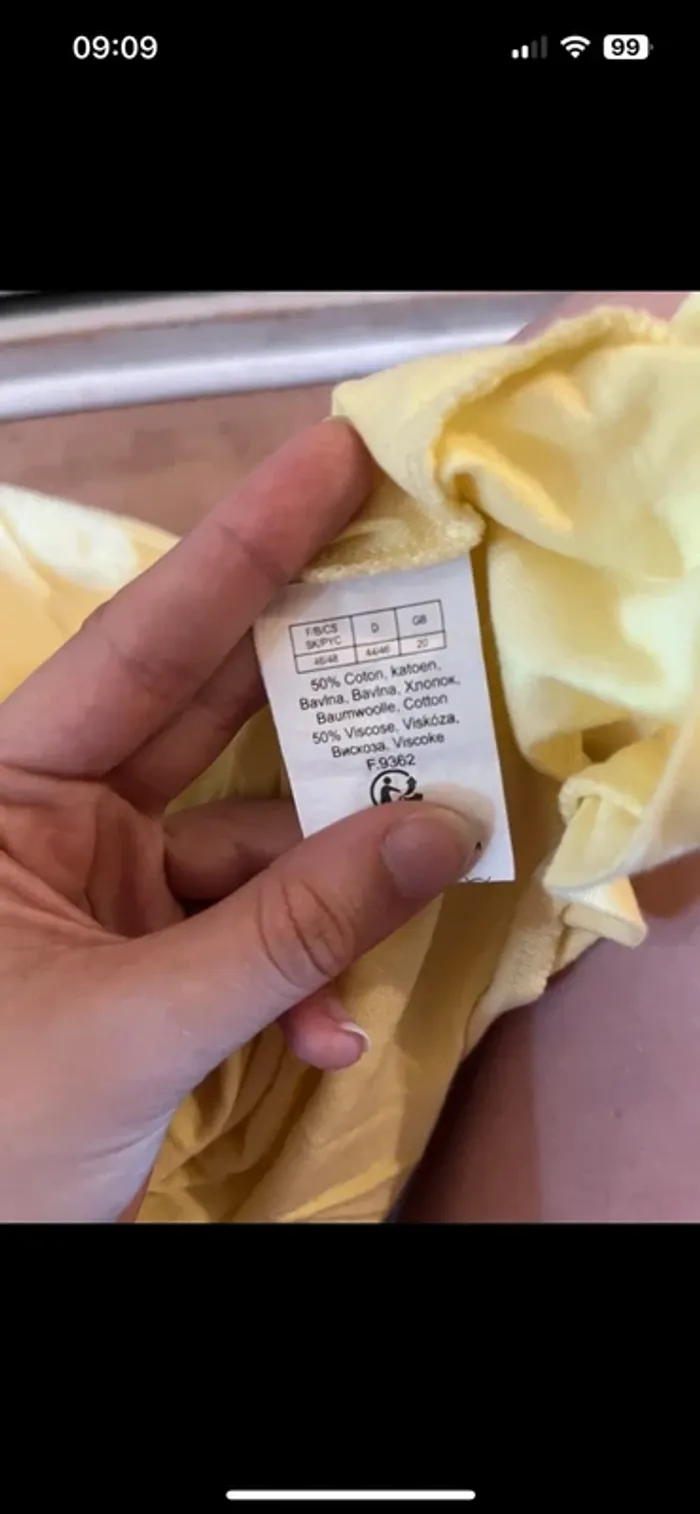 09:09
99
F/B/CS D GB
SK/РУС
46/48 44/46 20
50% Coton, katoen,
Bavlna, Bavlna, Хлопок,
Baumwoolle, Cotton
50% Viscose, Viskóza,
Вискоза, Viscoke
F.9362